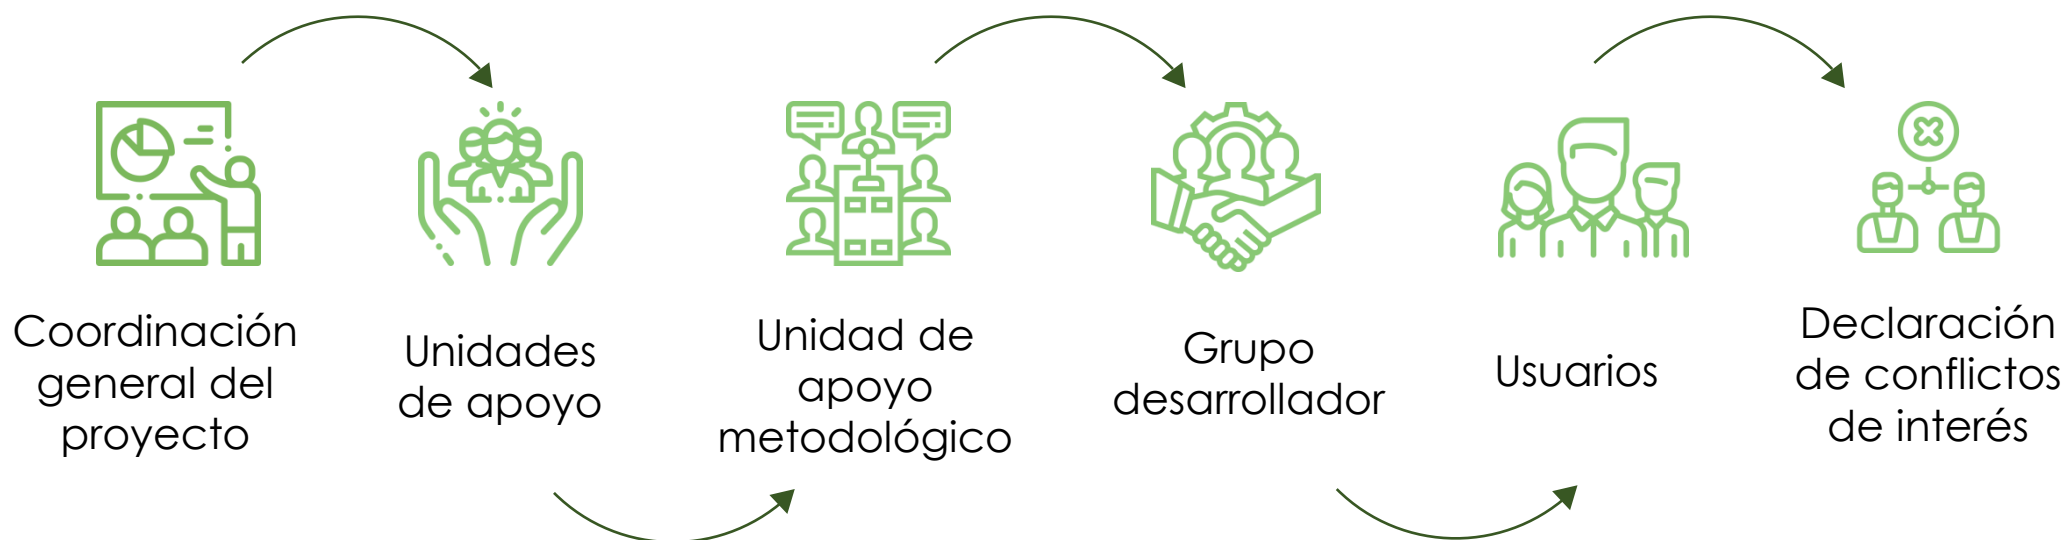 Coordinación
general del
proyecto
Unidades
de apoyo
Unidad de
apoyo
metodológico
Grupo
desarrollador
Usuarios
Declaración
de conflictos
de interés